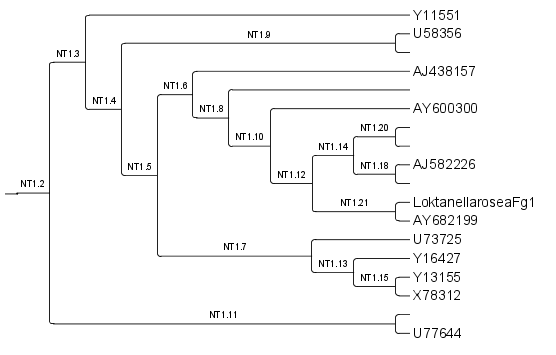 Y11551
U58356
NT1.9
NT1.3
AJ438157
NT1.6
NT1.4
NT1.8
AY600300
NT1.20
NT1.10
NT1.14
AJ582226
NT1.18
NT1.5
NT1.12
NT1.2
LoktanellaroseaFg1
NT1.21
AY682199
U73725
NT1.7
Y16427
NT1.13
Y13155
NT1.15
X78312
NT1.11
U77644